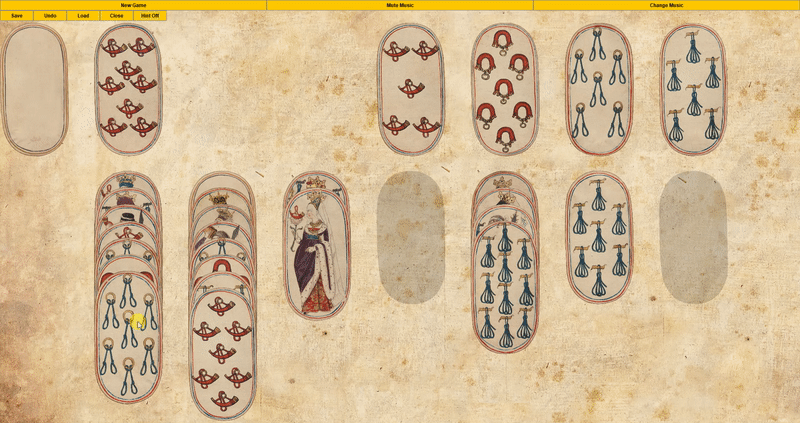 New Game
Mute Music
Change Music
Save
Undo
Load
Close
Hint Off